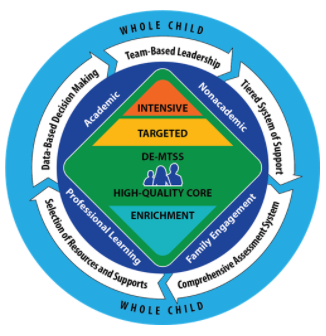 WHOLE CHILD
Team-Based Leadership
Data-Based Decision Making
Tiered System of Support
Academic
Nonacademic
INTENSIVE
TARGETED
DE-MTSS
HIGH-QUALITY CORE
ENRICHMENT
Professional Learning
Family Engagement
Selection of Resources and Supports
Comprehensive Assessment System
WHOLE CHILD